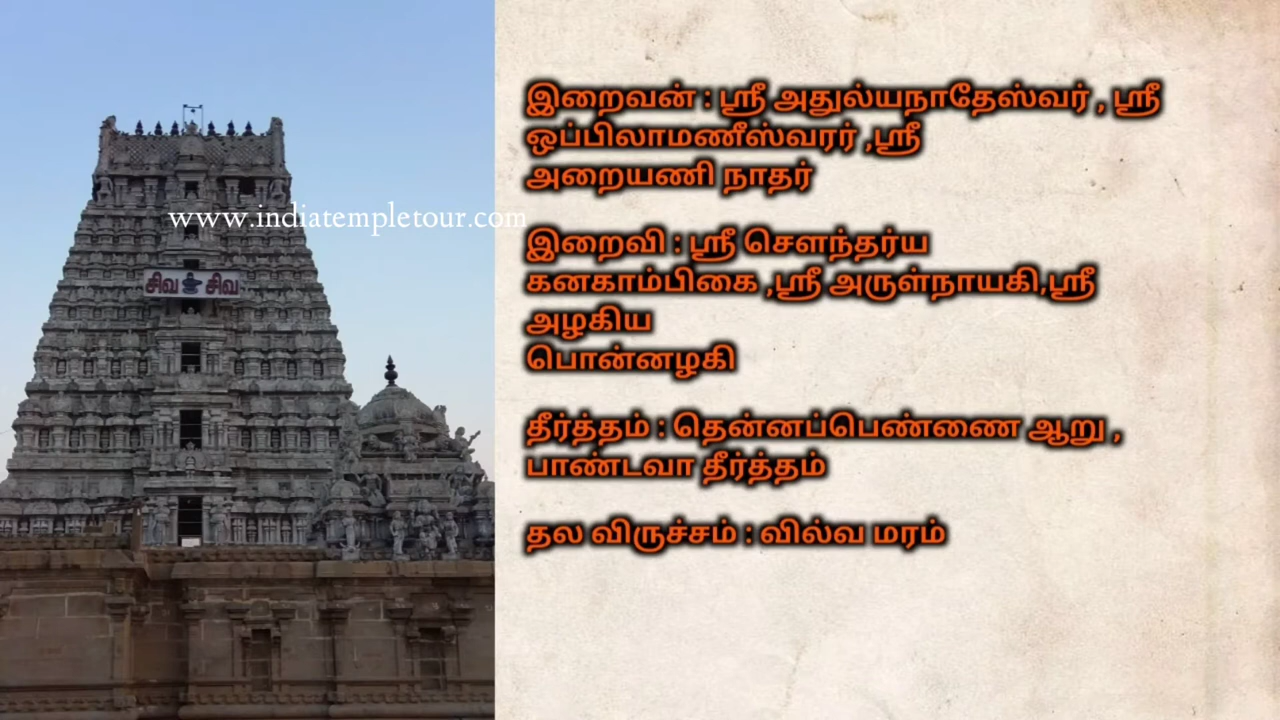 www.indiatempletour.com
சிவ சிவ
இறைவன் : ஸ்ரீ அதுல்யநாதேஸ்வர் , ஸ்ரீ
ஒப்பிலாமணீஸ்வரர் ,ஸ்ரீ
அறையணி நாதர்
இறைவி : ஸ்ரீ சௌந்தர்ய
கனகாம்பிகை ,ஸ்ரீ அருள்நாயகி,ஸ்ரீ
அழகிய
பொன்னழகி
தீர்த்தம் : தென்னப்பெண்ணை ஆறு ,
பாண்டவா தீர்த்தம்
தல விருச்சம் : வில்வ மரம்